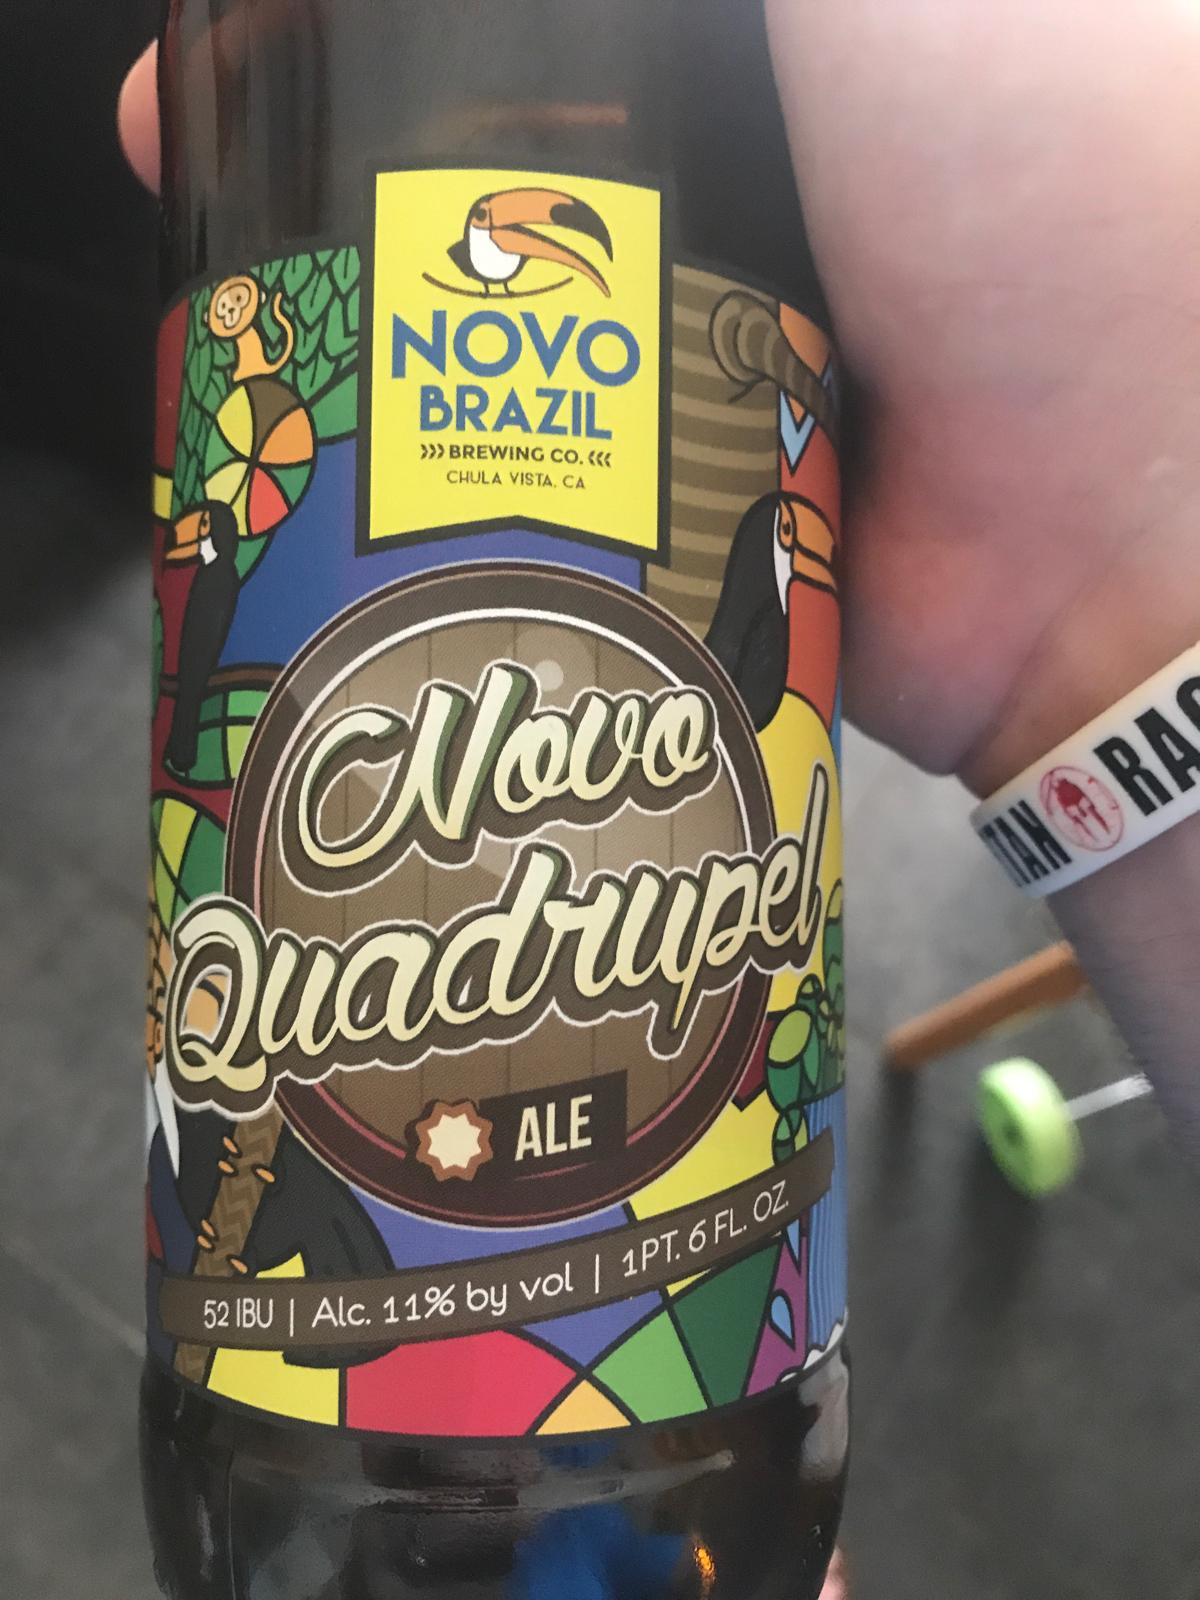 NOVO
BRAZIL
››› BREWING CO. ‹‹‹
CHULA VISTA, CA
Novo
Quadrupel
ALE
52 IBU | Alc. 11% by vol | 1PT. 6 FL. OZ.